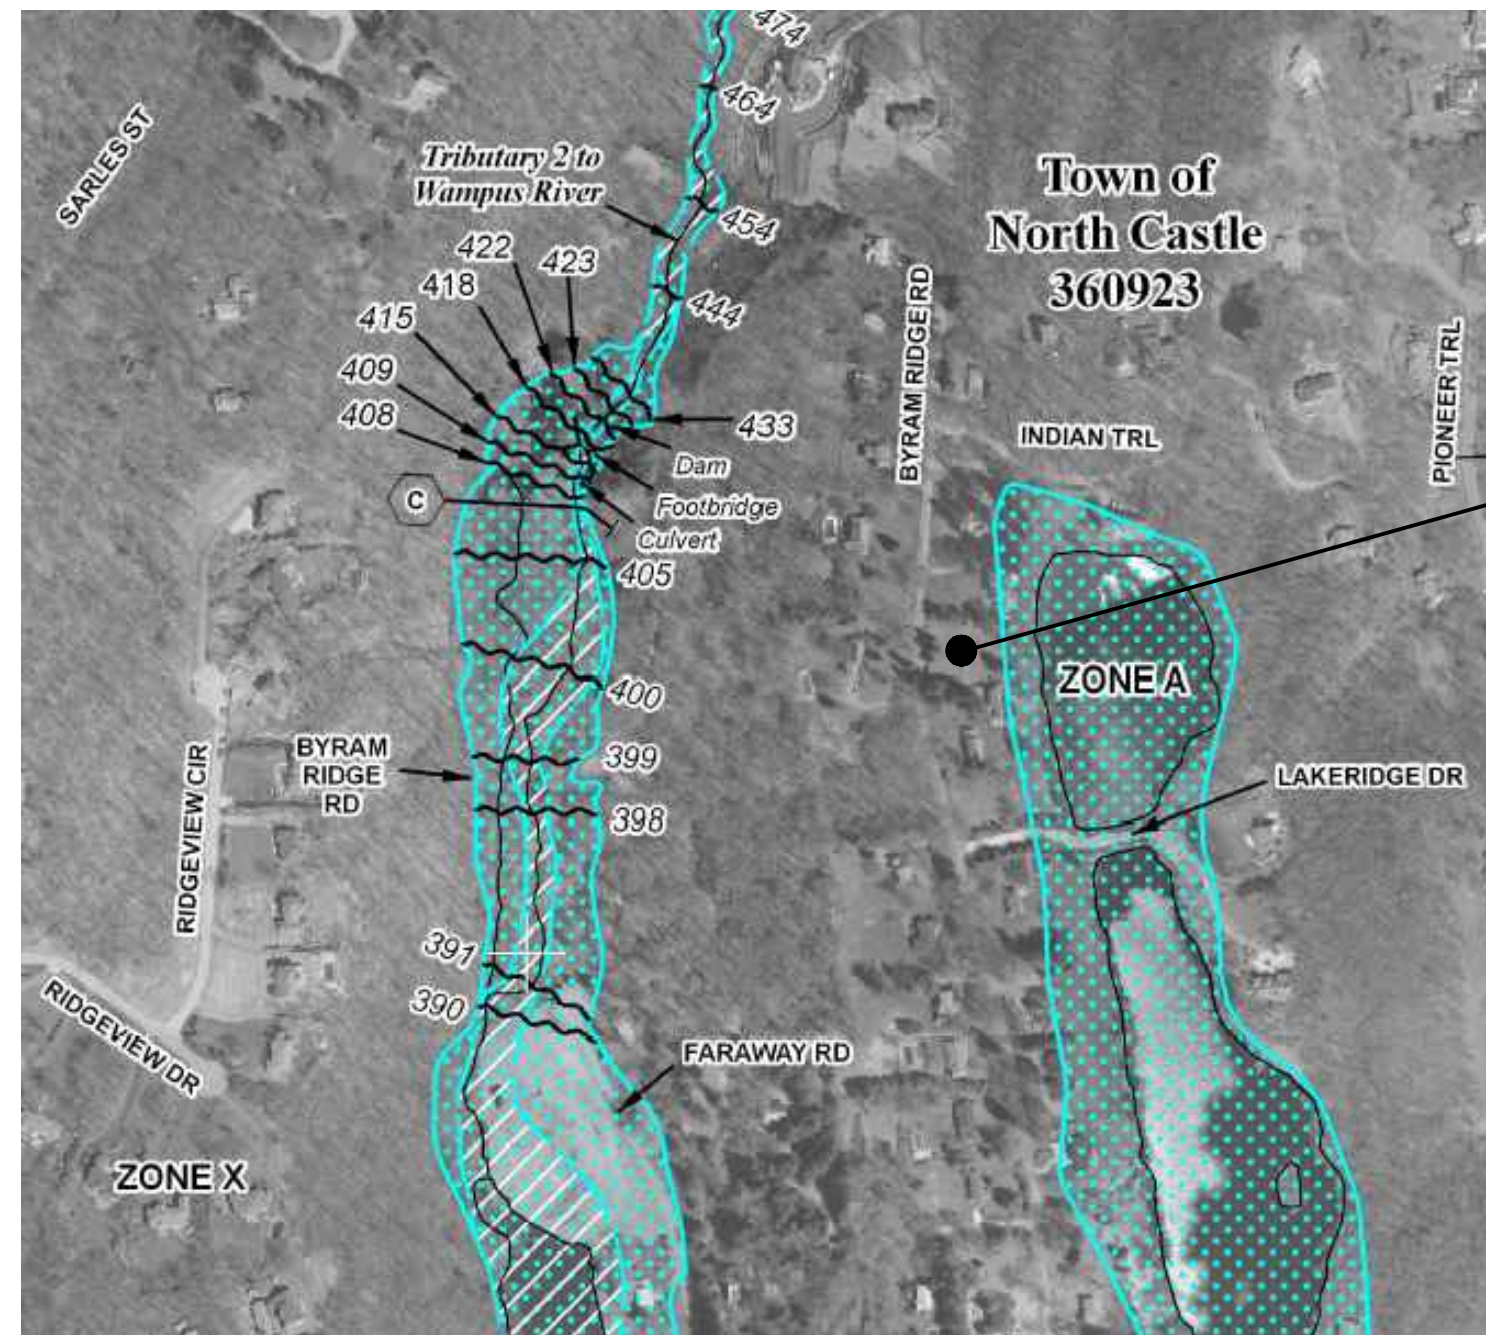 474
464
SARLES ST
Tributary 2 to
Wampus River
Town of
North Castle
360923
454
422
423
418
444
415
409
408
433
BYRAM RIDGE RD
INDIAN TRL
PIONEER TRL
Dam
C
Footbridge
Culvert
405
400
ZONE A
399
BYRAM
RIDGE
RD
LAKERIDGE DR
398
RIDGEVIEW CIR
391
390
RIDGEVIEW DR
FARAWAY RD
ZONE X